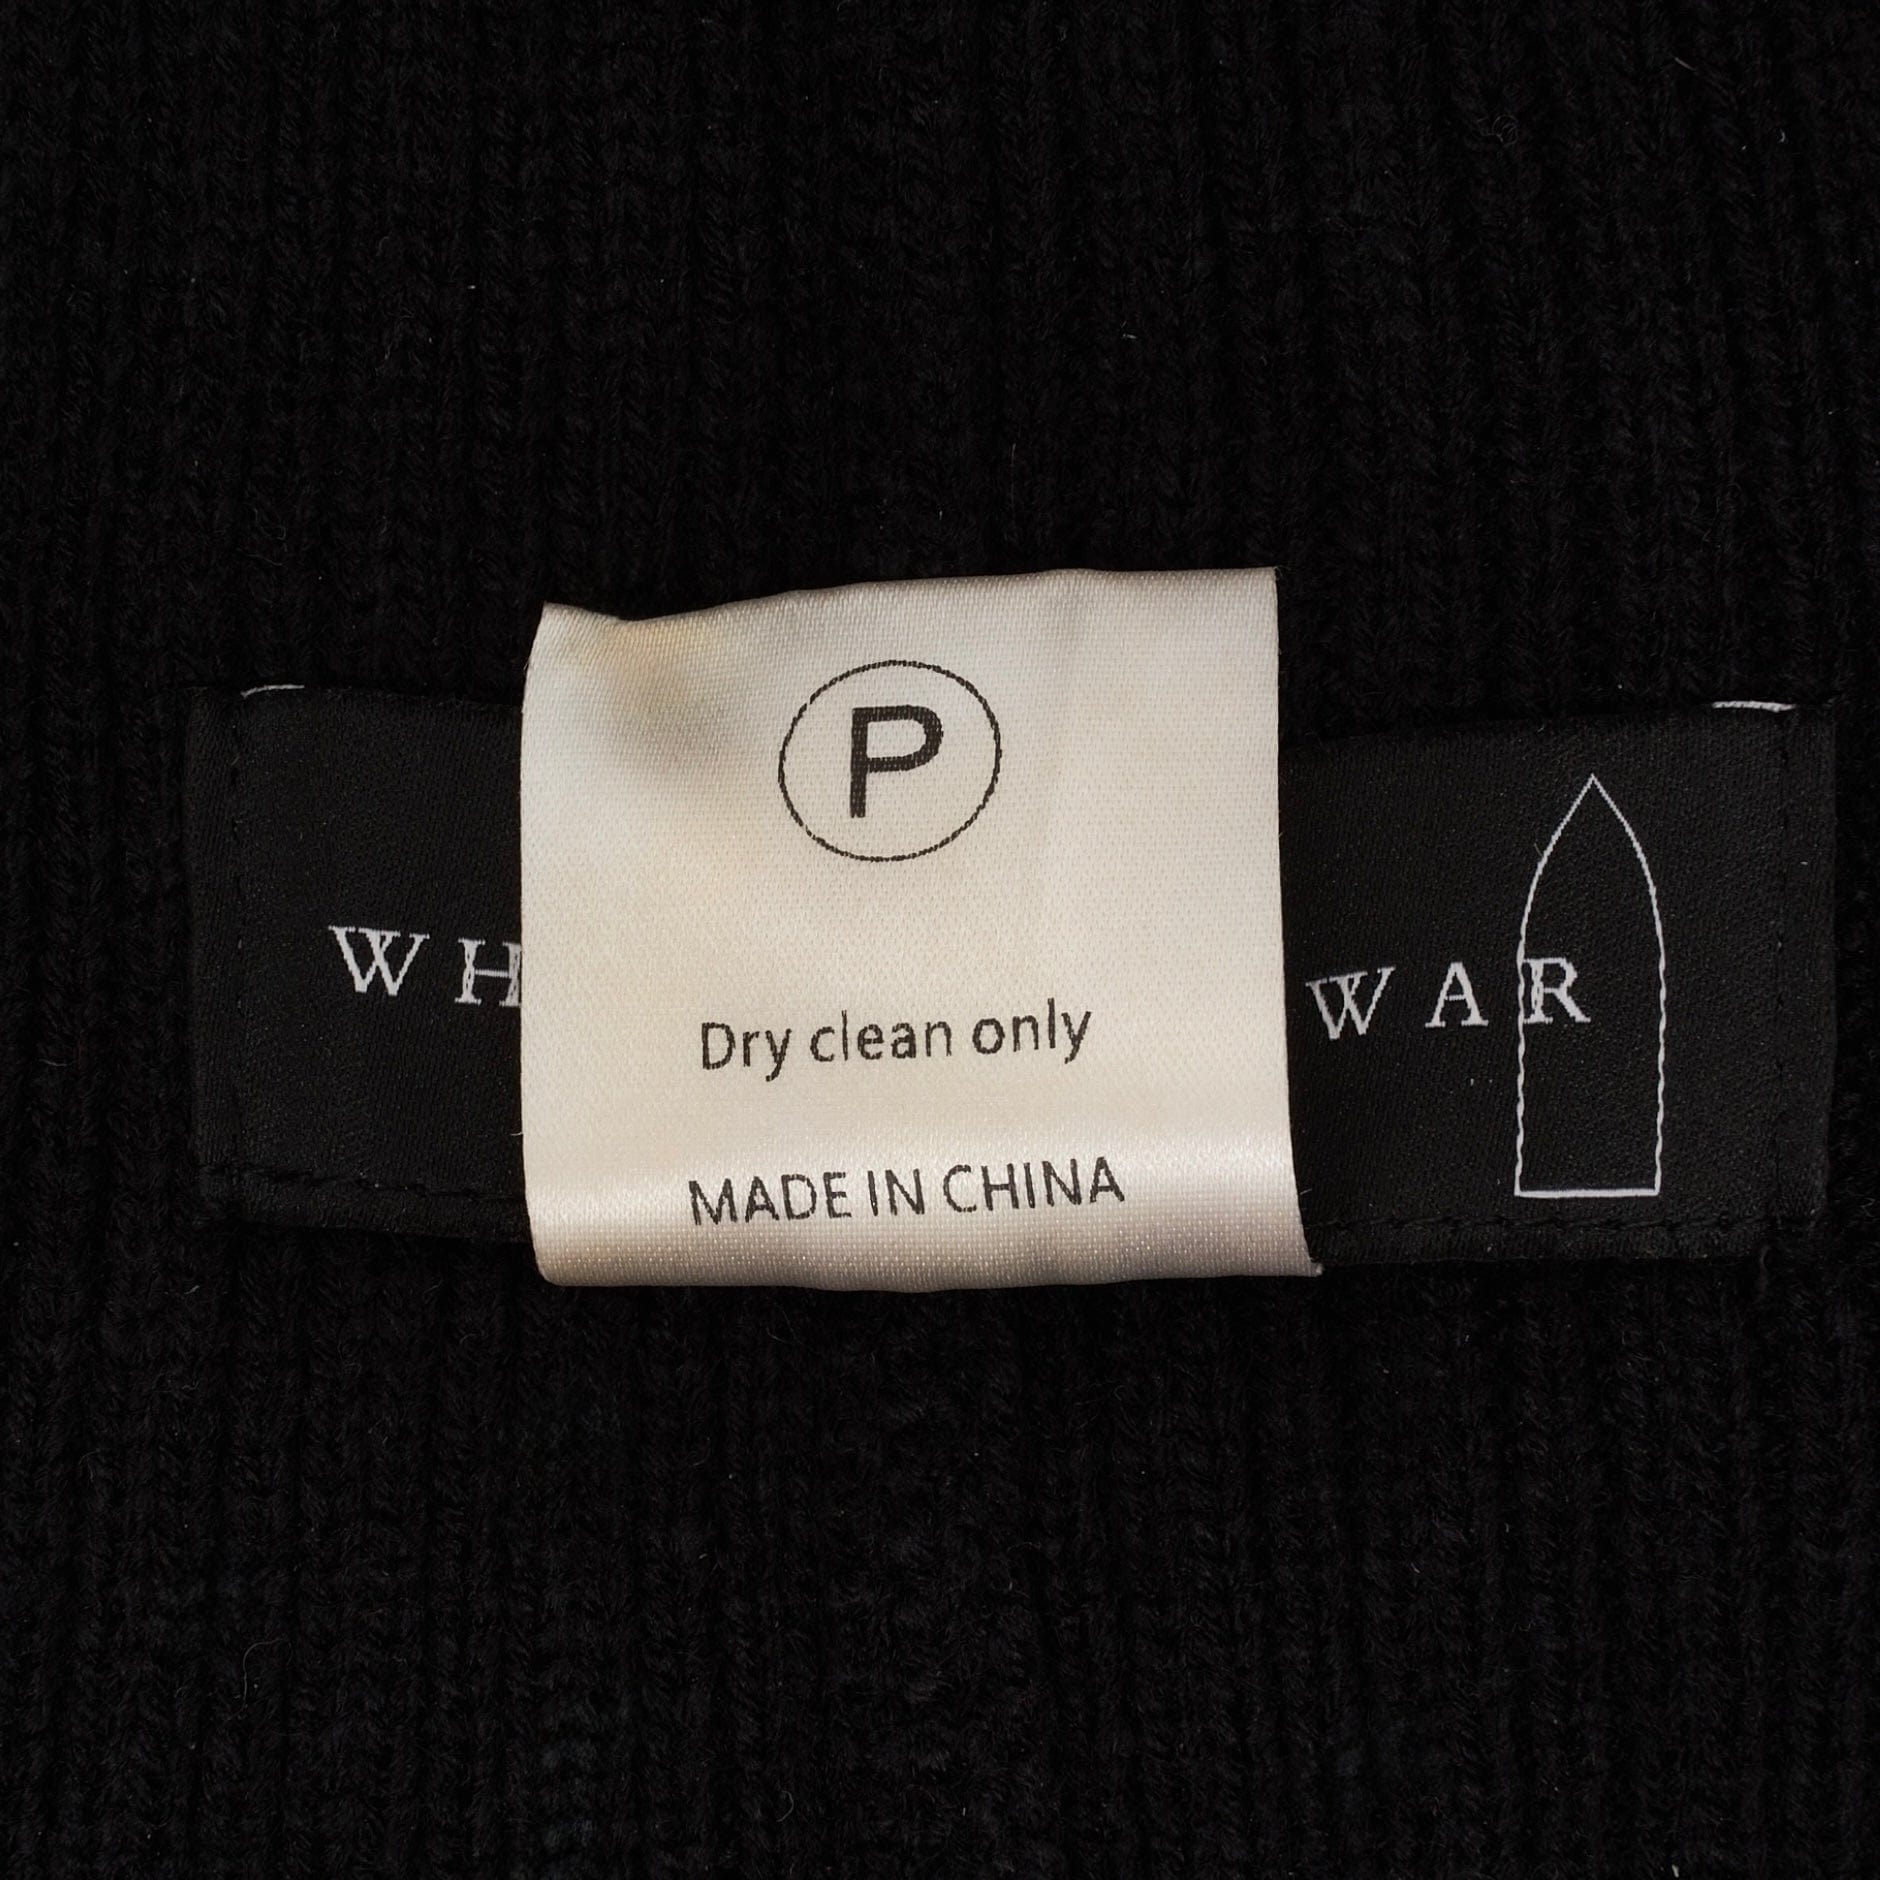 P
WH WAR
Dry clean only
MADE IN CHINA